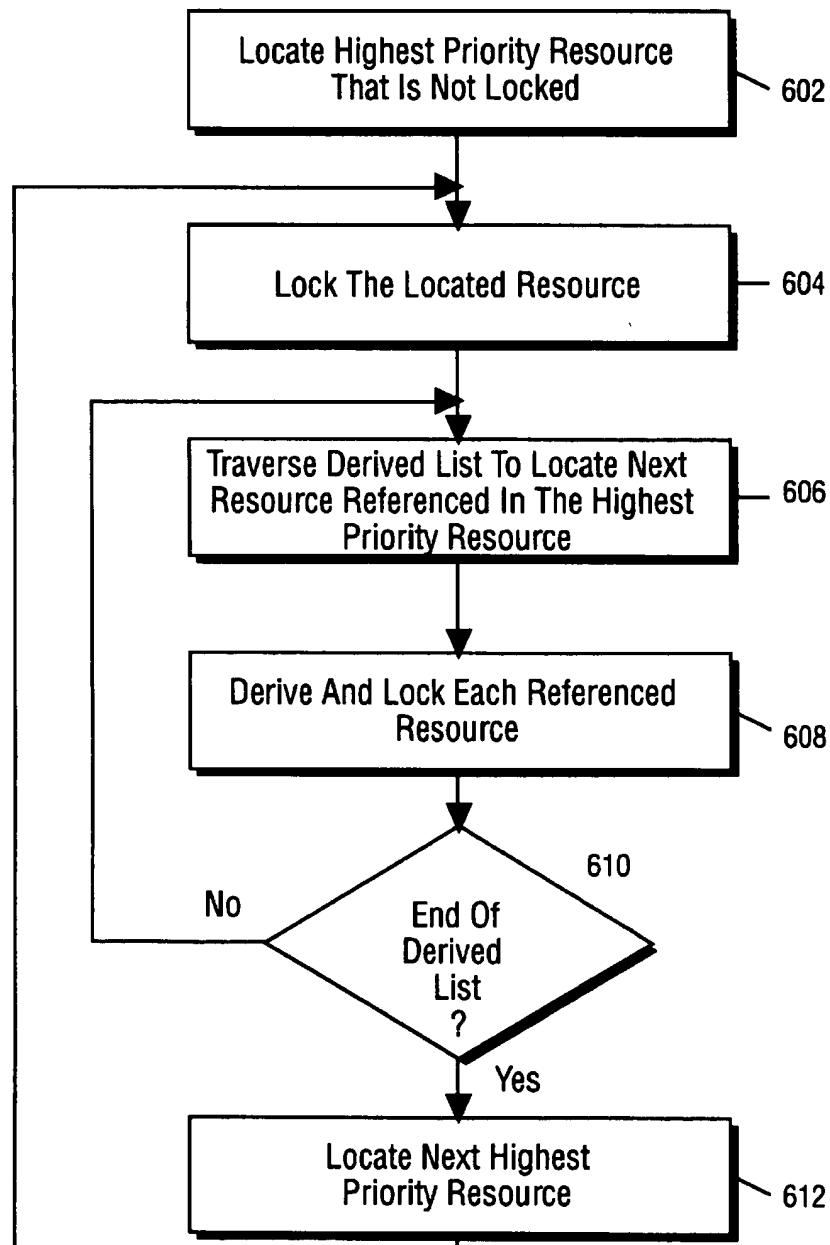 Locate Highest Priority Resource
That Is Not Locked
602
Lock The Located Resource
604
Traverse Derived List To Locate Next
Resource Referenced In The Highest
Priority Resource
606
Derive And Lock Each Referenced
Resource
608
610
No
End Of
Derived
List
?
Yes
Locate Next Highest
Priority Resource
612